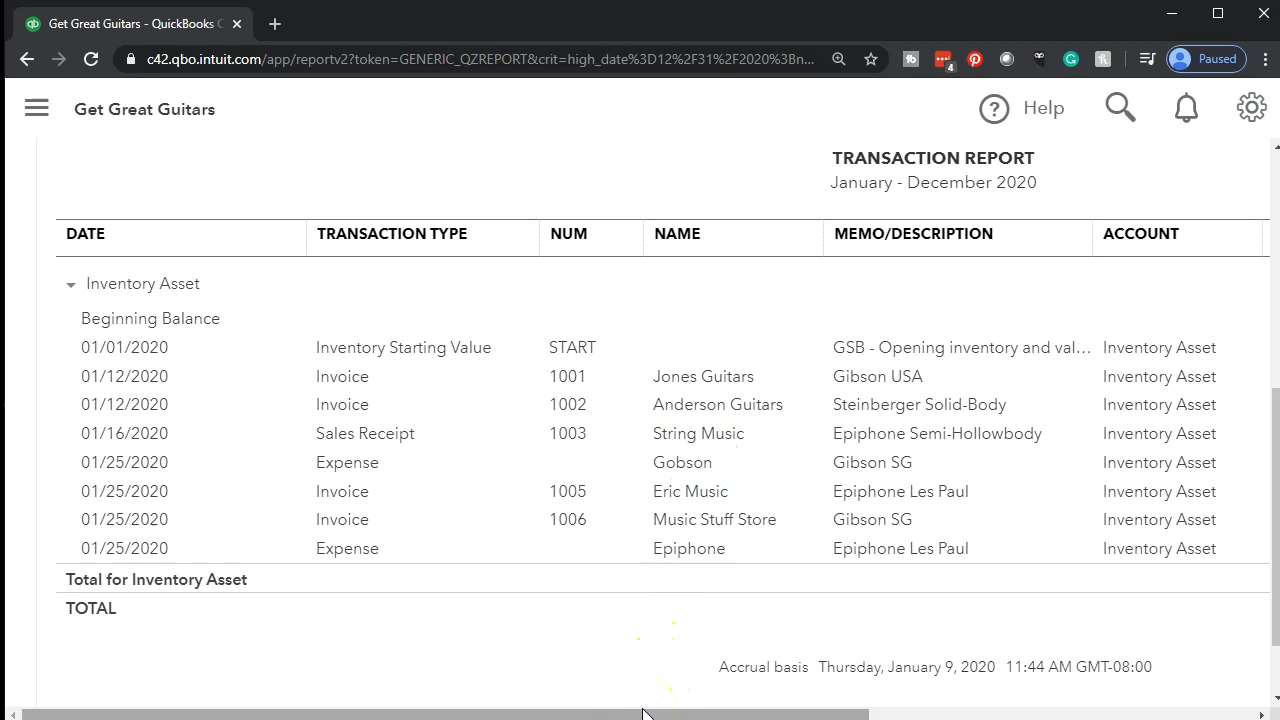 Get Great Guitars - QuickBooks
c42.qbo.intuit.com/app/reportv2?token=GENERIC_QZREPORT&crit=high_date%3D12%2F31%2F2020%3Bn...
4
Paused
Get Great Guitars
Help
TRANSACTION REPORT
January - December 2020
DATE TRANSACTION TYPE NUM NAME MEMO/DESCRIPTION ACCOUNT
Inventory Asset
Beginning Balance
01/01/2020 Inventory Starting Value START GSB - Opening inventory and val... Inventory Asset
01/12/2020 Invoice 1001 Jones Guitars Gibson USA Inventory Asset
01/12/2020 Invoice 1002 Anderson Guitars Steinberger Solid-Body Inventory Asset
01/16/2020 Sales Receipt 1003 String Music Epiphone Semi-Hollowbody Inventory Asset
01/25/2020 Expense Gobson Gibson SG Inventory Asset
01/25/2020 Invoice 1005 Eric Music Epiphone Les Paul Inventory Asset
01/25/2020 Invoice 1006 Music Stuff Store Gibson SG Inventory Asset
01/25/2020 Expense Epiphone Epiphone Les Paul Inventory Asset
Total for Inventory Asset
TOTAL
Accrual basis Thursday, January 9, 2020 11:44 AM GMT-08:00